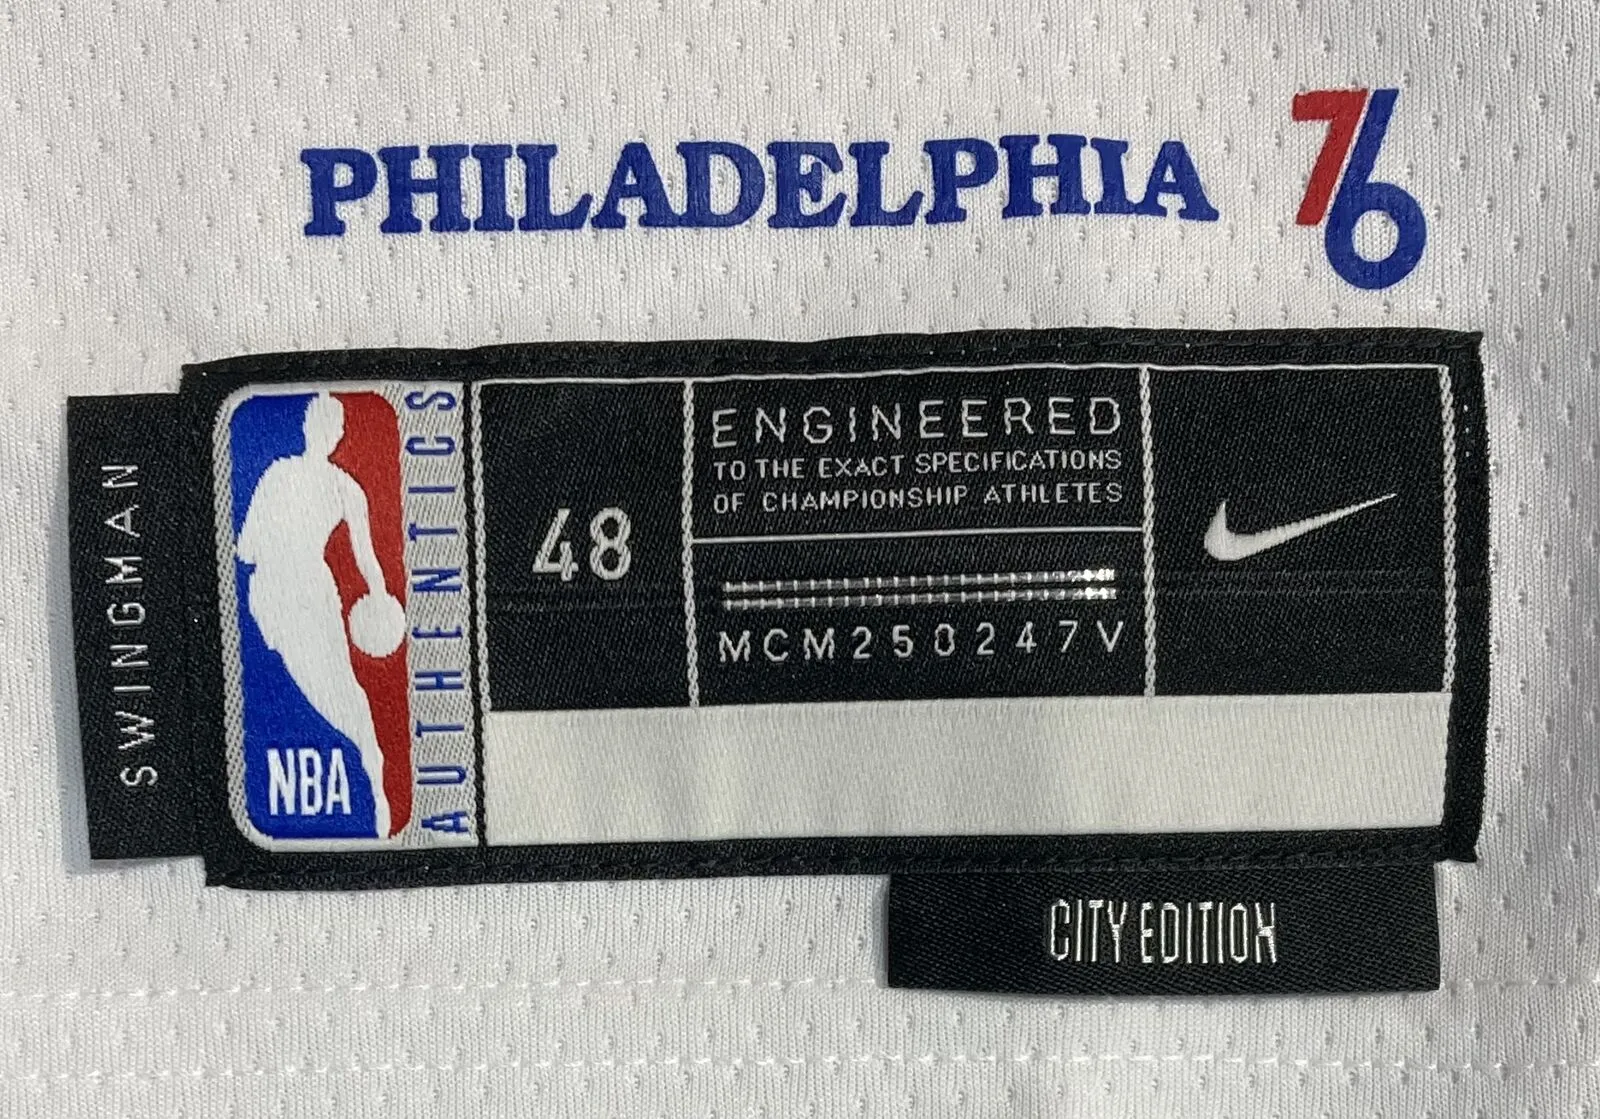 PHILADELPHIA 76
SWINGMAN
NBA
AUTHENTICS
48
ENGINEERED
TO THE EXACT SPECIFICATIONS
OF CHAMPIONSHIP ATHLETES
MCM250247V
CITY EDITION